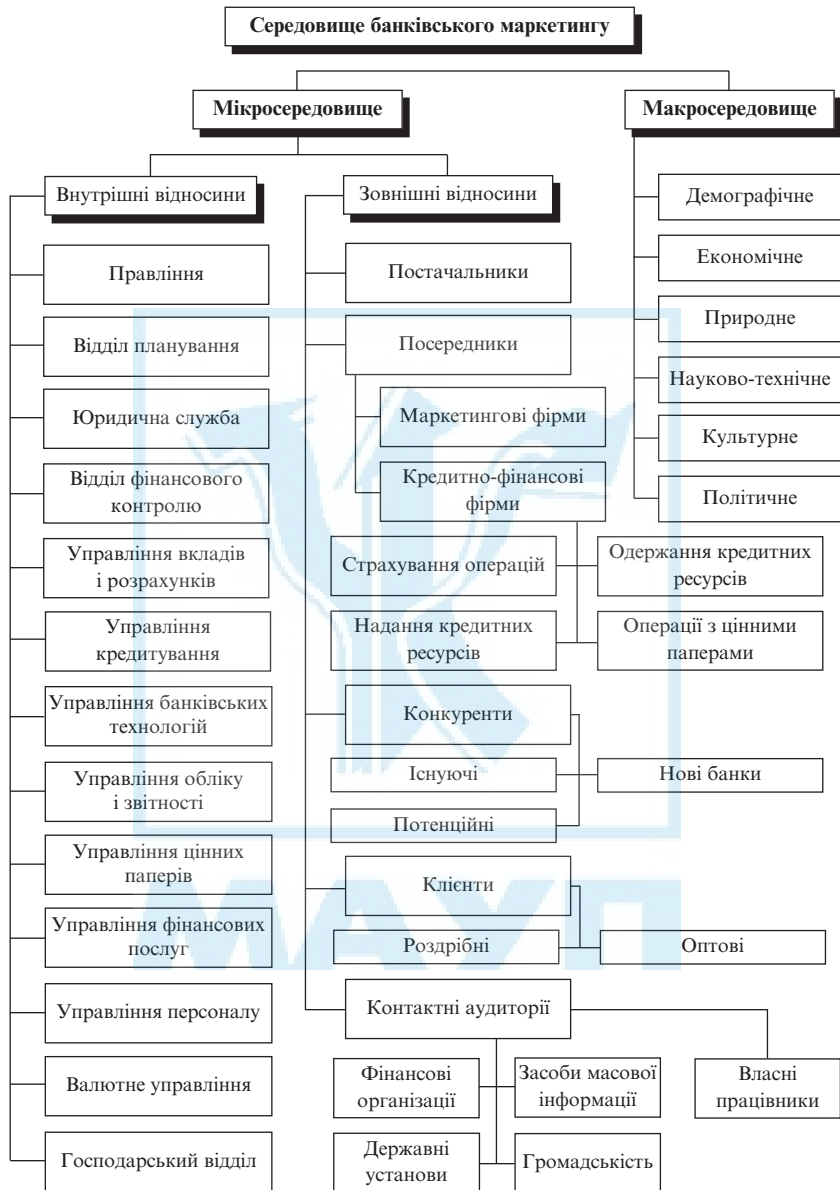 Середовище банківського маркетингу
Мікросередовище
Макросередовище
Внутрішні відносини
Правління
Відділ планування
Юридична служба
Відділ фінансового
контролю
Управління вкладів
і розрахунків
Управління
кредитування
Управління банківських
технологій
Управління обліку
і звітності
Управління цінних
паперів
Управління фінансових
послуг
Управління персоналу
Валютне управління
Господарський відділ
Зовнішні відносини
Постачальники
Посередники
Маркетингові фірми
Кредитно-фінансові
фірми
Страхування операцій
Одержання кредитних
ресурсів
Надання кредитних
ресурсів
Операції з цінними
паперами
Конкуренти
Існуючі
Нові банки
Потенційні
Клієнти
Роздрібні
Оптові
Контактні аудиторії
Фінансові
організації
Засоби масової
інформації
Власні
працівники
Державні
установи
Громадськість
Демографічне
Економічне
Природне
Науково-технічне
Культурне
Політичне
МАУП